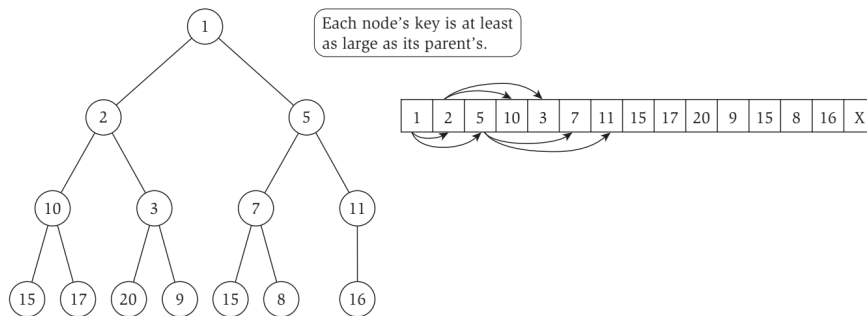 1
Each node's key is at least
as large as its parent's.
2 5
1 2 5 10 3 7 11 15 17 20 9 15 8 16 X
10 3 7 11
15 17 20 9 15 8 16